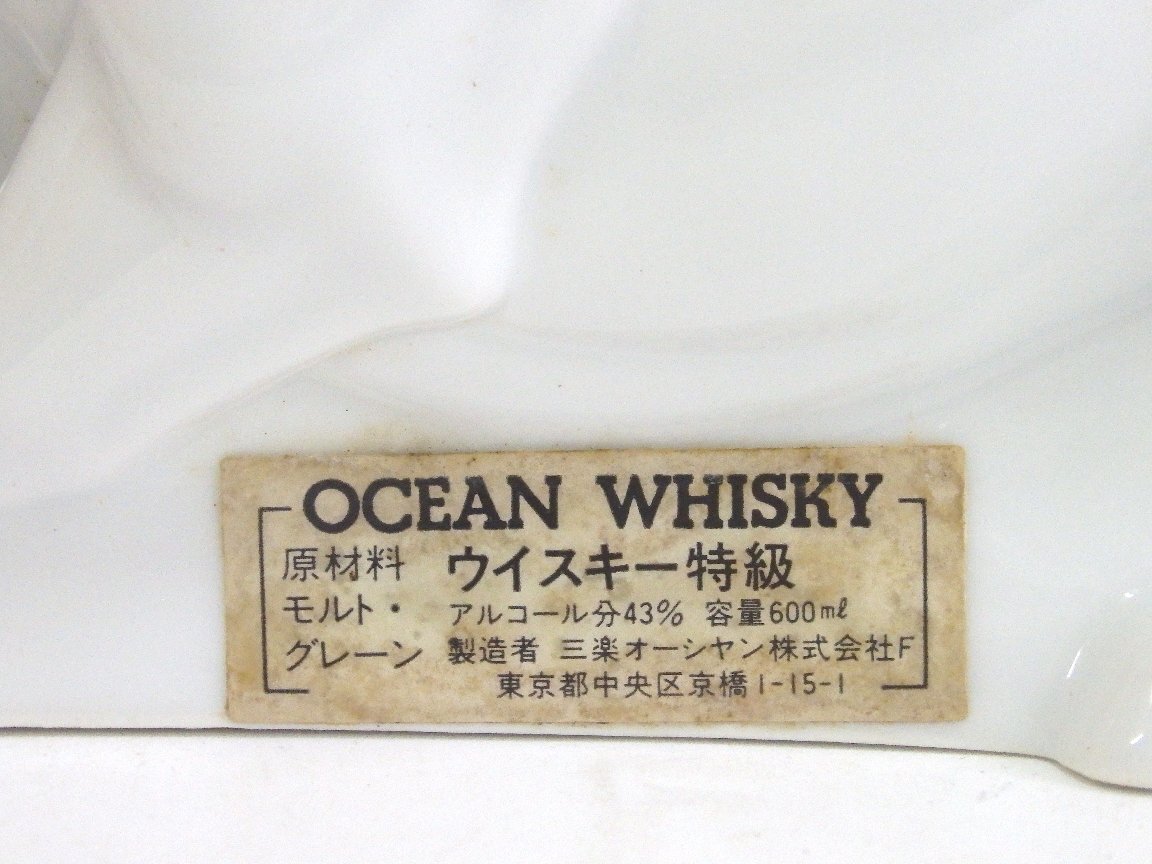 OCEAN WHISKY
原材料 ウイスキー特級
モルト・ アルコール分43% 容量600ml
グレーン 製造者 三楽オーシヤン株式会社F
東京都中央区京橋1-15-1